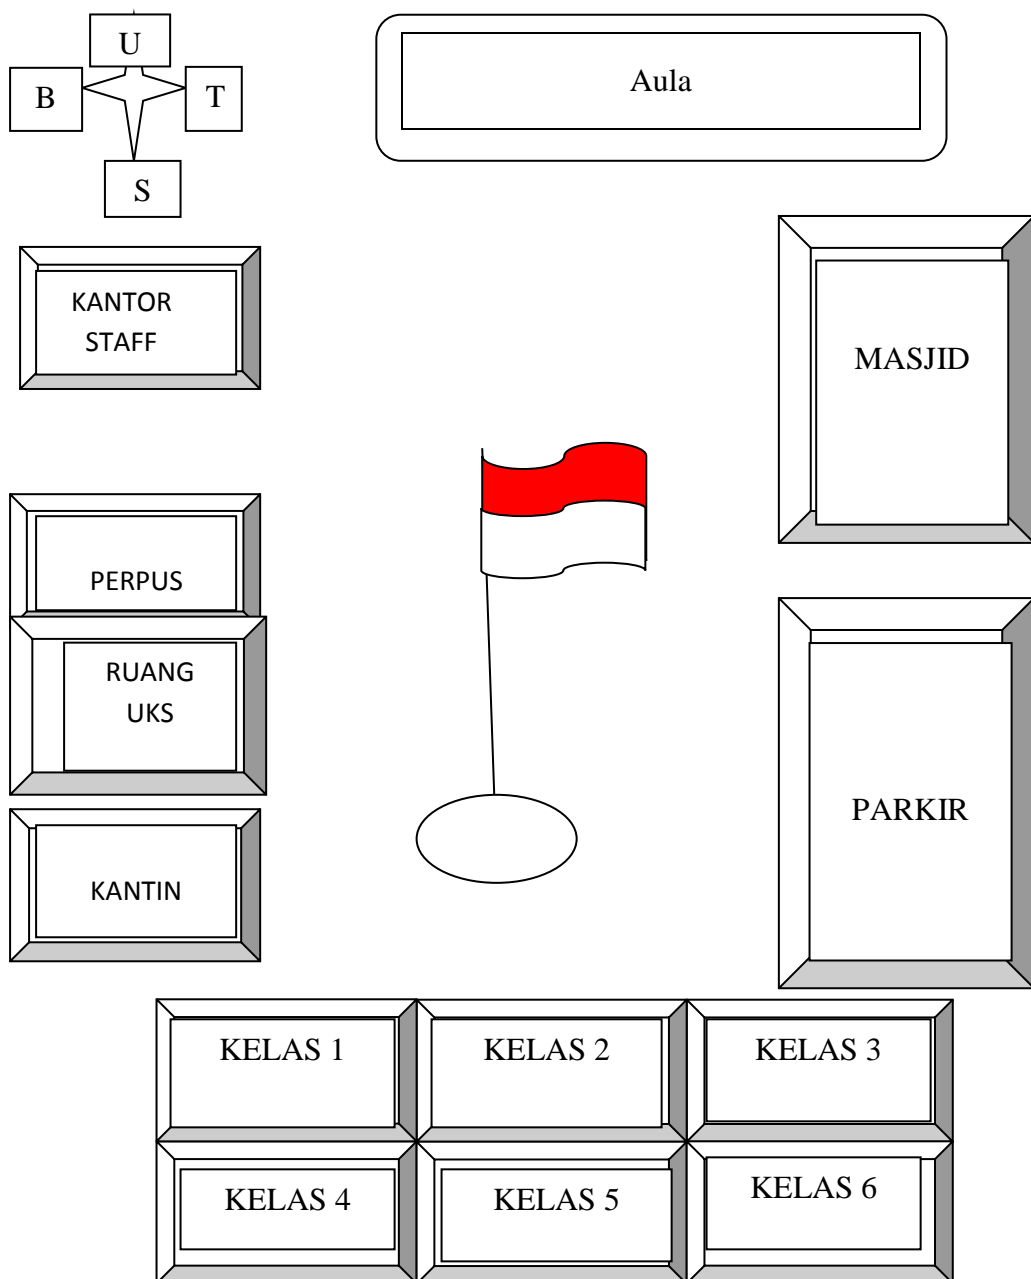 U
B
T
S
Aula
KANTOR
STAFF
MASJID
PERPUS
RUANG
UKS
PARKIR
KANTIN
KELAS 1
KELAS 2
KELAS 3
KELAS 4
KELAS 5
KELAS 6